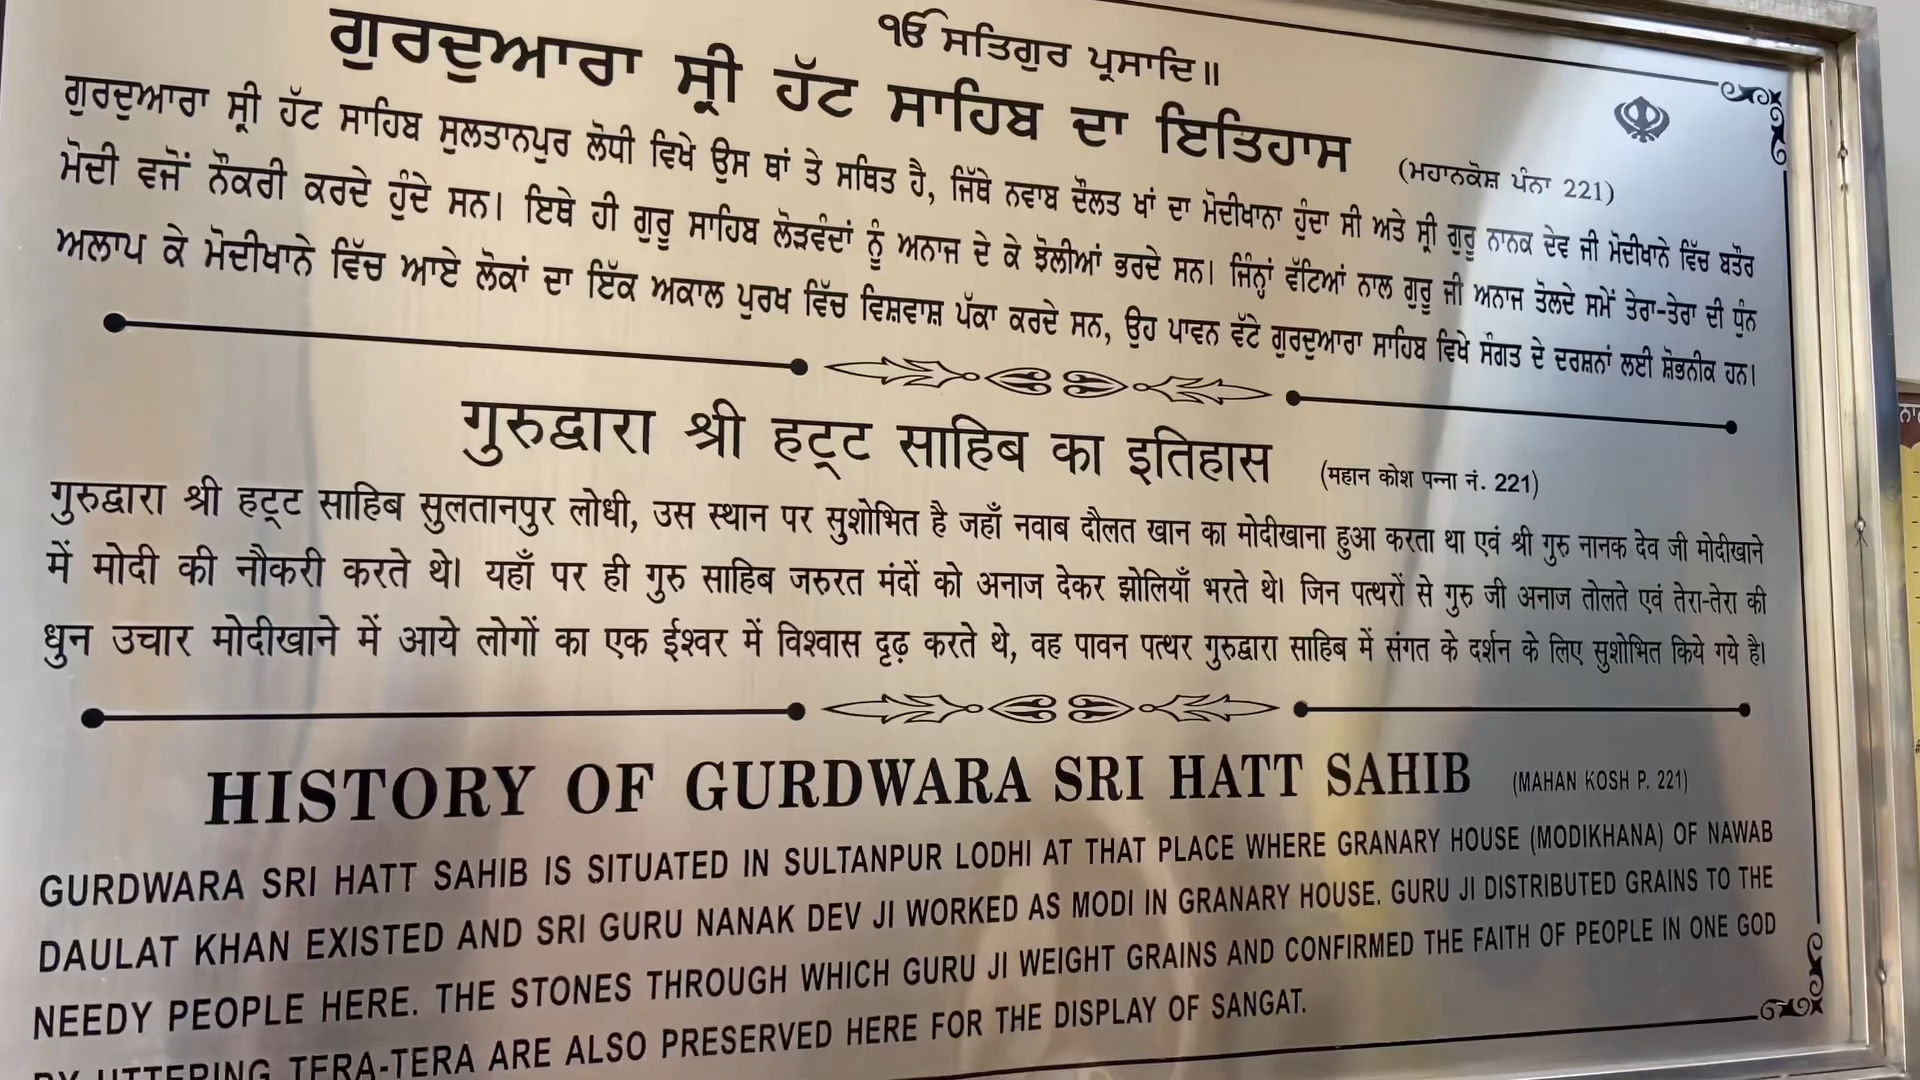 ੴ ਸਤਿਗੁਰ ਪ੍ਰਸਾਦਿ॥
ਗੁਰਦੁਆਰਾ ਸ੍ਰੀ ਹੱਟ ਸਾਹਿਬ ਦਾ ਇਤਿਹਾਸ (ਮਹਾਨਕੋਸ਼ ਪੰਨਾ 221)
ਗੁਰਦੁਆਰਾ ਸ੍ਰੀ ਹੱਟ ਸਾਹਿਬ ਸੁਲਤਾਨਪੁਰ ਲੋਧੀ ਵਿਖੇ ਉਸ ਥਾਂ ਤੇ ਸਥਿਤ ਹੈ, ਜਿੱਥੇ ਨਵਾਬ ਦੌਲਤ ਖਾਂ ਦਾ ਮੋਦੀਖਾਨਾ ਹੁੰਦਾ ਸੀ ਅਤੇ ਸ੍ਰੀ ਗੁਰੂ ਨਾਨਕ ਦੇਵ ਜੀ ਮੋਦੀਖਾਨੇ ਵਿੱਚ ਬਤੌਰ
ਮੋਦੀ ਵਜੋਂ ਨੌਕਰੀ ਕਰਦੇ ਹੁੰਦੇ ਸਨ। ਇਥੇ ਹੀ ਗੁਰੂ ਸਾਹਿਬ ਲੋੜਵੰਦਾਂ ਨੂੰ ਅਨਾਜ ਦੇ ਕੇ ਝੋਲੀਆਂ ਭਰਦੇ ਸਨ। ਜਿੰਨ੍ਹਾਂ ਵੱਟਿਆਂ ਨਾਲ ਗੁਰੂ ਜੀ ਅਨਾਜ ਤੋਲਦੇ ਸਮੇਂ ਤੇਰਾ-ਤੇਰਾ ਦੀ ਧੁੰਨ
ਅਲਾਪ ਕੇ ਮੋਦੀਖਾਨੇ ਵਿੱਚ ਆਏ ਲੋਕਾਂ ਦਾ ਇੱਕ ਅਕਾਲ ਪੁਰਖ ਵਿੱਚ ਵਿਸ਼ਵਾਸ਼ ਪੱਕਾ ਕਰਦੇ ਸਨ, ਉਹ ਪਾਵਨ ਵੱਟੇ ਗੁਰਦੁਆਰਾ ਸਾਹਿਬ ਵਿਖੇ ਸੰਗਤ ਦੇ ਦਰਸ਼ਨਾਂ ਲਈ ਸ਼ੋਭਨੀਕ ਹਨ।
गुरुद्वारा श्री हट्ट साहिब का इतिहास (महान कोश पन्ना नं. 221)
गुरुद्वारा श्री हट्ट साहिब सुलतानपुर लोधी, उस स्थान पर सुशोभित है जहाँ नवाब दौलत खान का मोदीखाना हुआ करता था एवं श्री गुरु नानक देव जी मोदीखाने
में मोदी की नौकरी करते थे। यहाँ पर ही गुरु साहिब जरुरत मंदों को अनाज देकर झोलियाँ भरते थे। जिन पत्थरों से गुरु जी अनाज तोलते एवं तेरा-तेरा की
धुन उचार मोदीखाने में आये लोगों का एक ईश्वर में विश्वास दृढ़ करते थे, वह पावन पत्थर गुरुद्वारा साहिब में संगत के दर्शन के लिए सुशोभित किये गये है।
HISTORY OF GURDWARA SRI HATT SAHIB (MAHAN KOSH P. 221)
GURDWARA SRI HATT SAHIB IS SITUATED IN SULTANPUR LODHI AT THAT PLACE WHERE GRANARY HOUSE (MODIKHANA) OF NAWAB
DAULAT KHAN EXISTED AND SRI GURU NANAK DEV JI WORKED AS MODI IN GRANARY HOUSE. GURU JI DISTRIBUTED GRAINS TO THE
NEEDY PEOPLE HERE. THE STONES THROUGH WHICH GURU JI WEIGHT GRAINS AND CONFIRMED THE FAITH OF PEOPLE IN ONE GOD
BY UTTERING TERA-TERA ARE ALSO PRESERVED HERE FOR THE DISPLAY OF SANGAT.